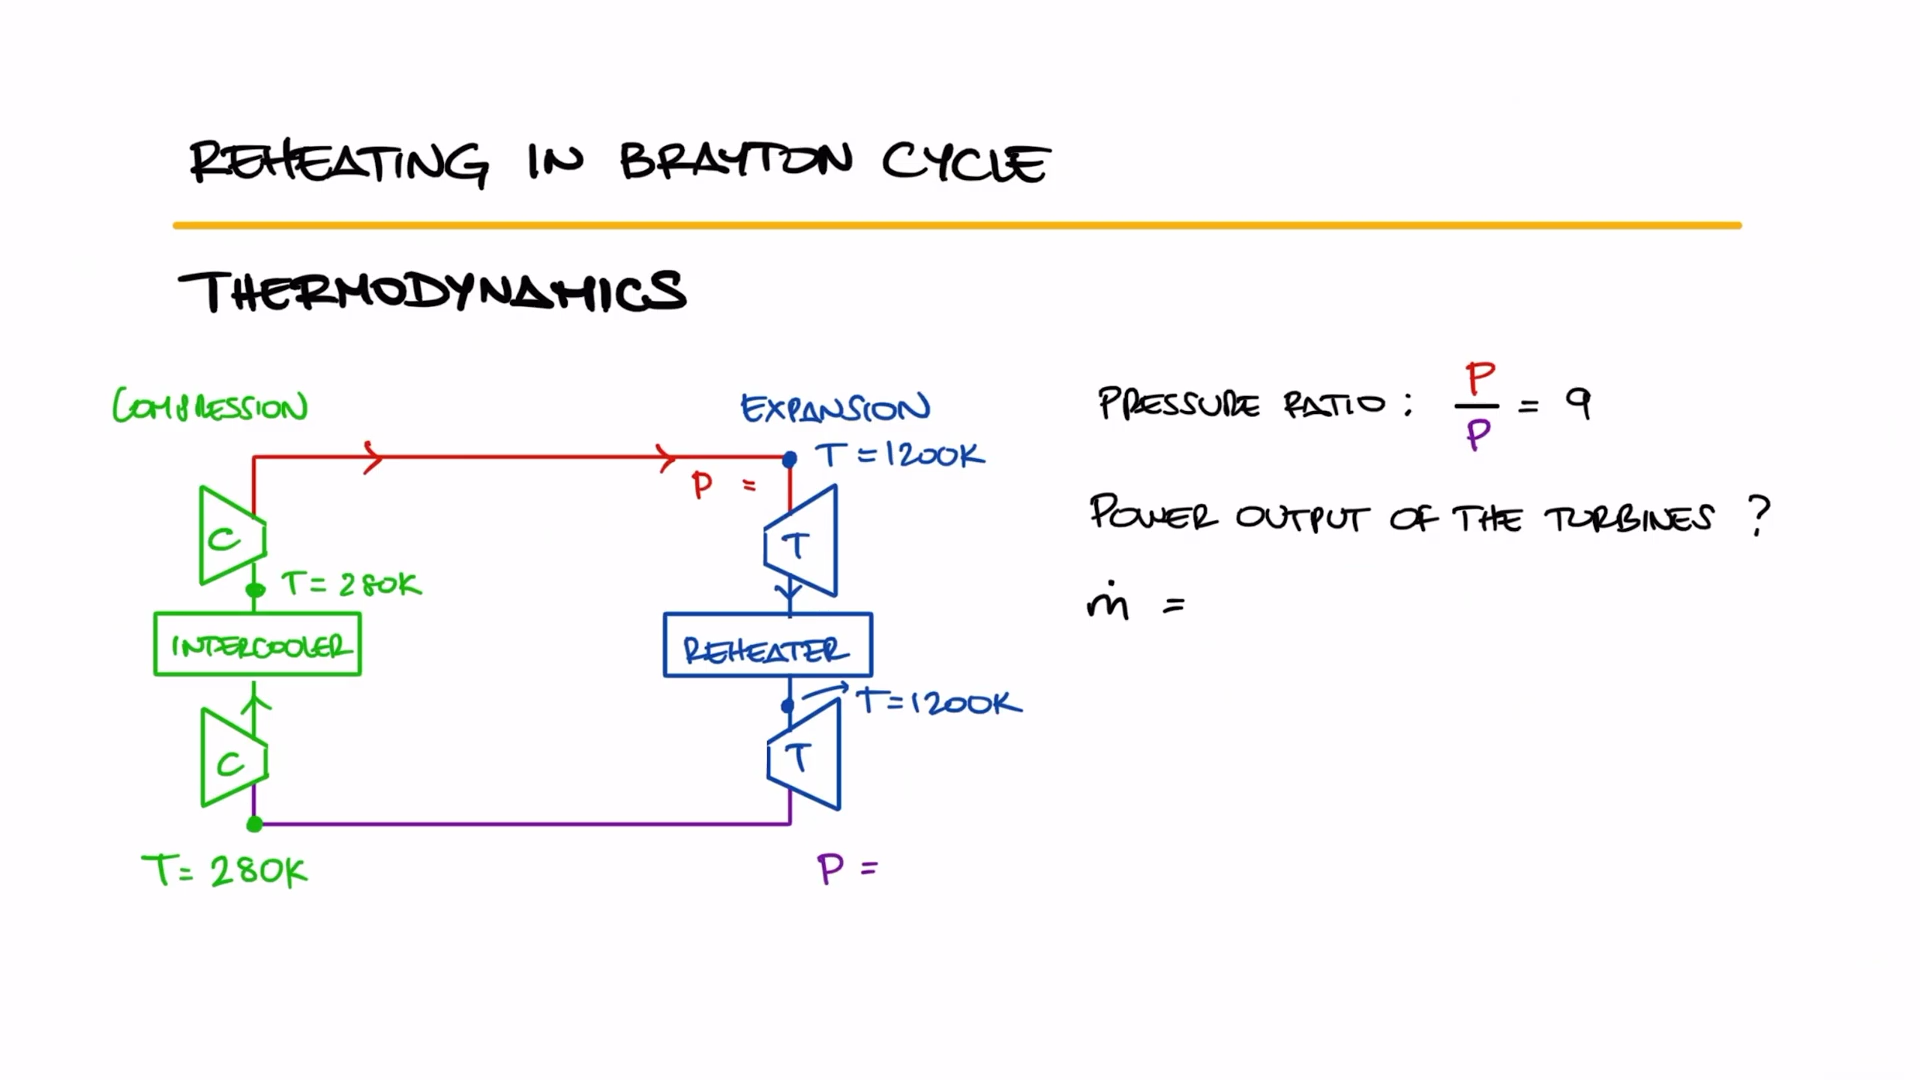 REHEATING IN BRAYTON CYCLE
THERMODYNAMICS
COMPRESSION
EXPANSION
T = 1200K
P =
C
T
T = 280K
INTERCOOLER
REHEATER
T = 1200K
C
T
T = 280K
P =
PRESSURE RATIO : P/P = 9
POWER OUTPUT OF THE TURBINES ?
ṁ =